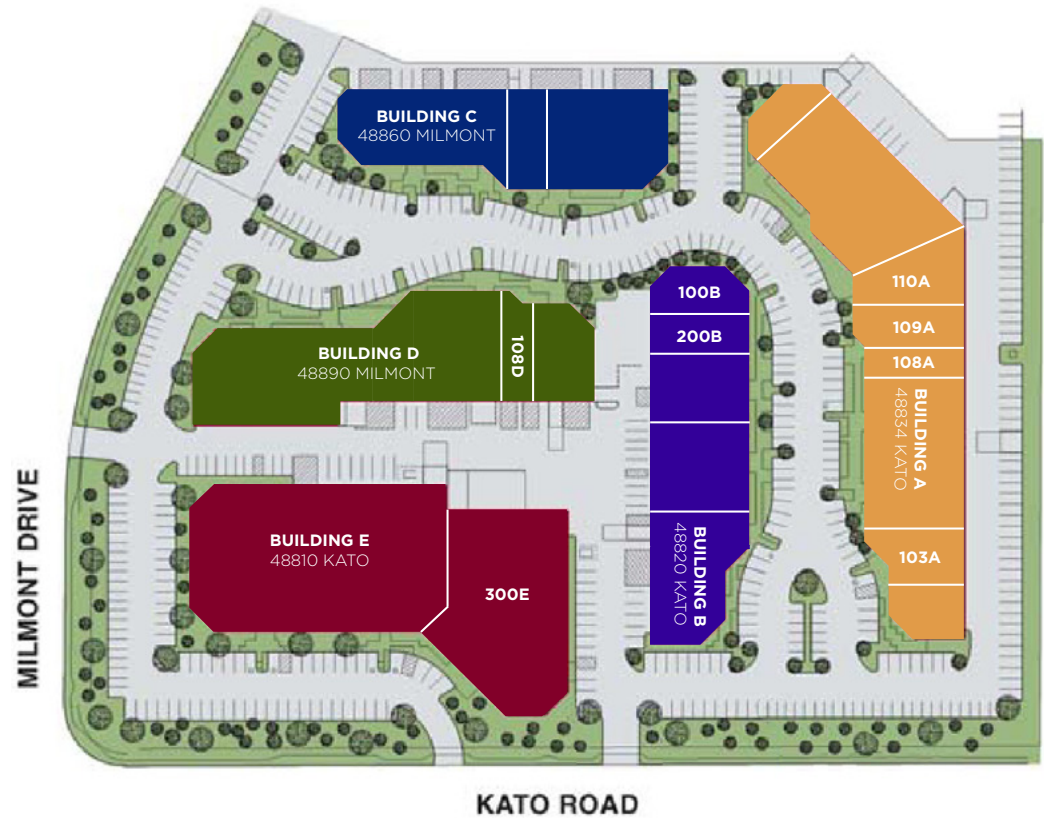 BUILDING C
48860 MILMONT
110A
100B
109A
200B
108D
BUILDING D
48890 MILMONT
108A
BUILDING A
48834 KATO
BUILDING E
48810 KATO
BUILDING B
48820 KATO
103A
300E
MILMONT DRIVE
KATO ROAD